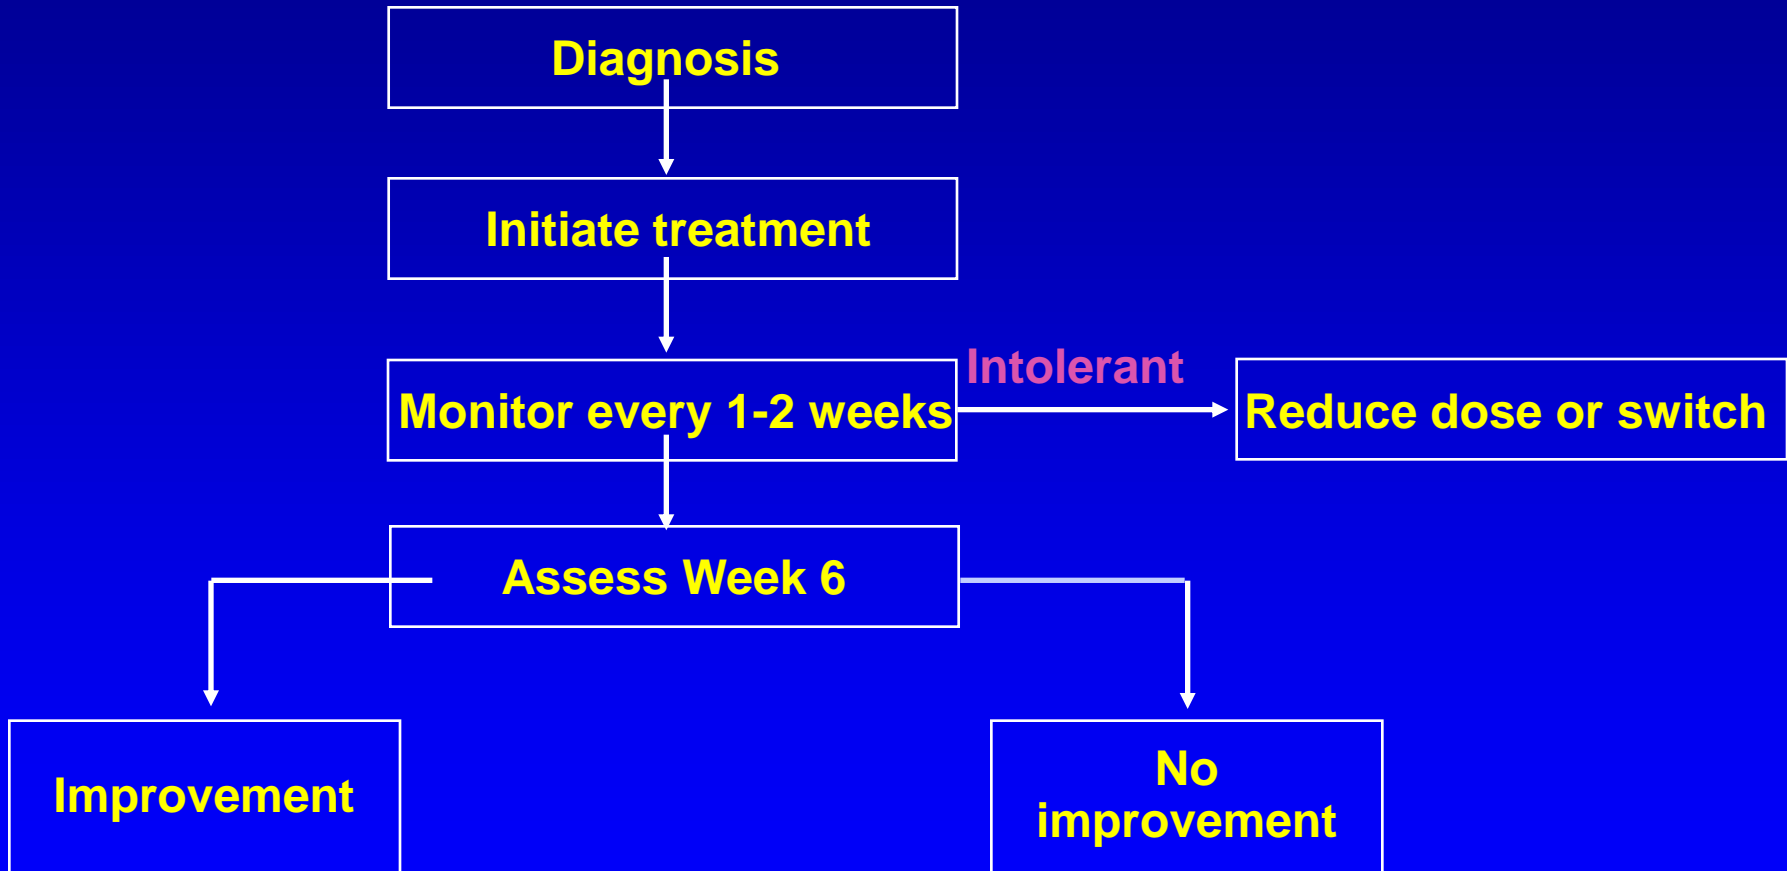 Diagnosis
Initiate treatment
Intolerant
Monitor every 1-2 weeks
Reduce dose or switch
Assess Week 6
Improvement
No
improvement